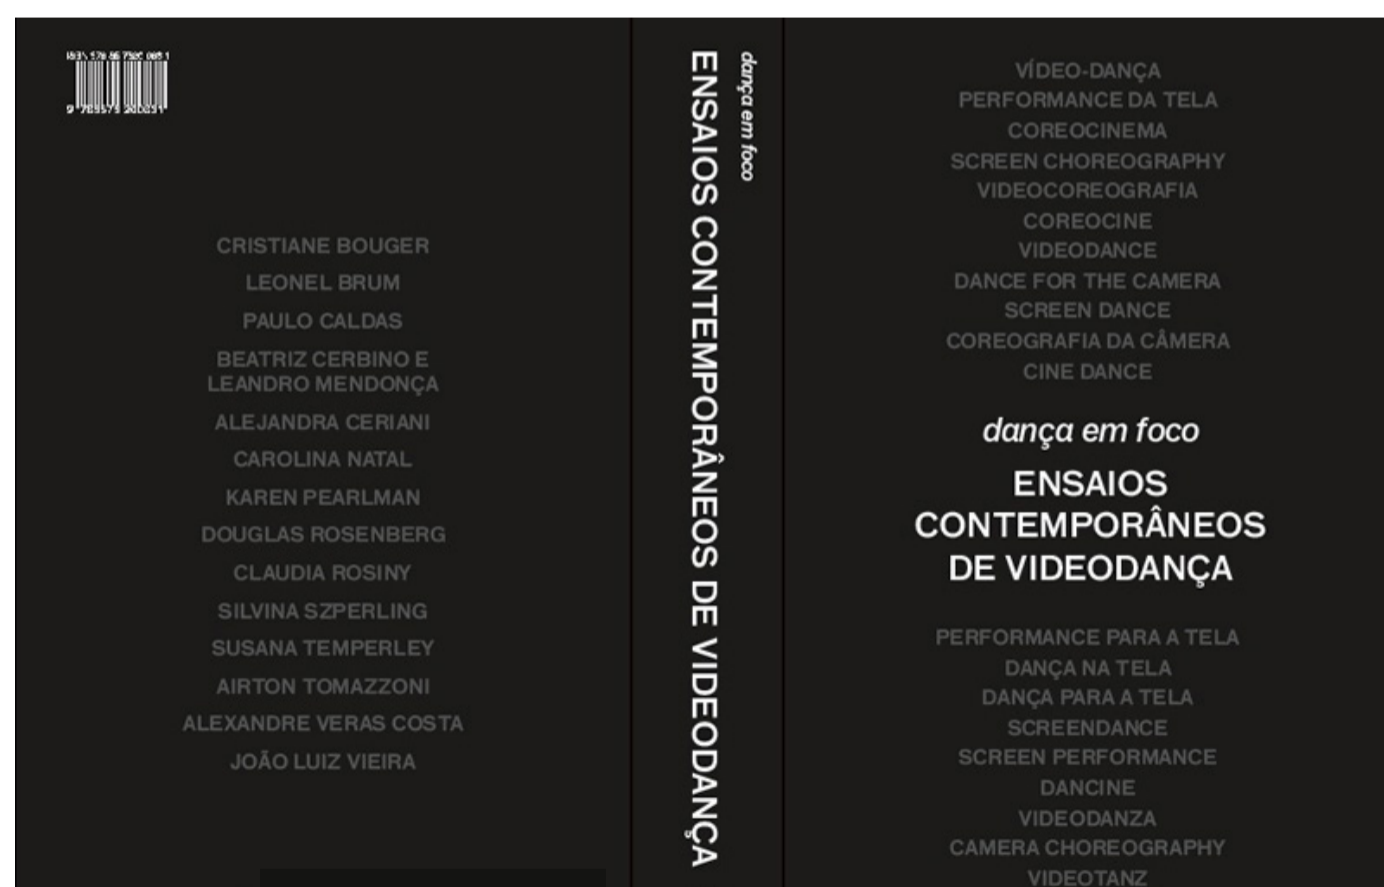 CRISTIANE BOUGER
LEONEL BRUM
PAULO CALDAS
BEATRIZ CERBINO E
LEANDRO MENDONÇA
ALEJANDRA CERIANI
CAROLINA NATAL
KAREN PEARLMAN
DOUGLAS ROSENBERG
CLAUDIA ROSINY
SILVINA SZPERLING
SUSANA TEMPERLEY
AIRTON TOMAZZONI
ALEXANDRE VERAS COSTA
JOÃO LUIZ VIEIRA
dança em foco
ENSAIOS CONTEMPORÂNEOS DE VIDEODANÇA
VÍDEO-DANÇA
PERFORMANCE DA TELA
COREOCINEMA
SCREEN CHOREOGRAPHY
VIDEOCOREOGRAFIA
COREOCINE
VIDEODANCE
DANCE FOR THE CAMERA
SCREEN DANCE
COREOGRAFIA DA CÂMERA
CINE DANCE
dança em foco
ENSAIOS
CONTEMPORÂNEOS
DE VIDEODANÇA
PERFORMANCE PARA A TELA
DANÇA NA TELA
DANÇA PARA A TELA
SCREENDANCE
SCREEN PERFORMANCE
DANCINE
VIDEODANZA
CAMERA CHOREOGRAPHY
VIDEOTANZ